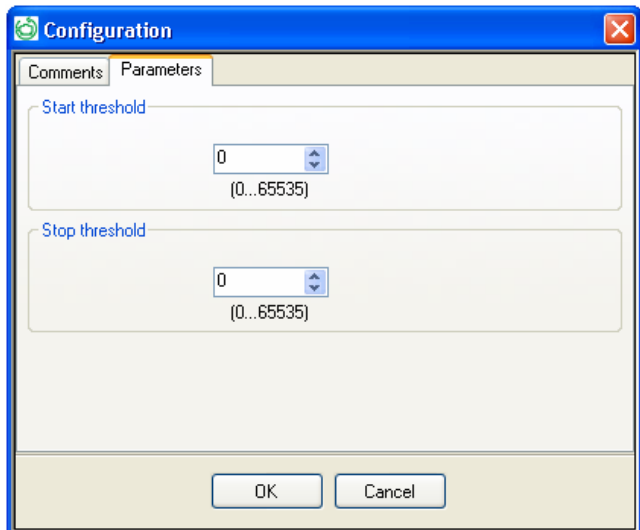 Configuration
Comments Parameters
Start threshold
0
(0...65535)
Stop threshold
0
(0...65535)
OK Cancel